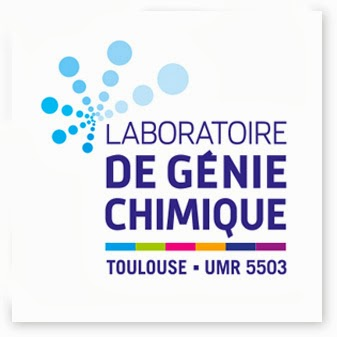 LABORATOIRE
DE GÉNIE
CHIMIQUE
TOULOUSE ▪ UMR 5503